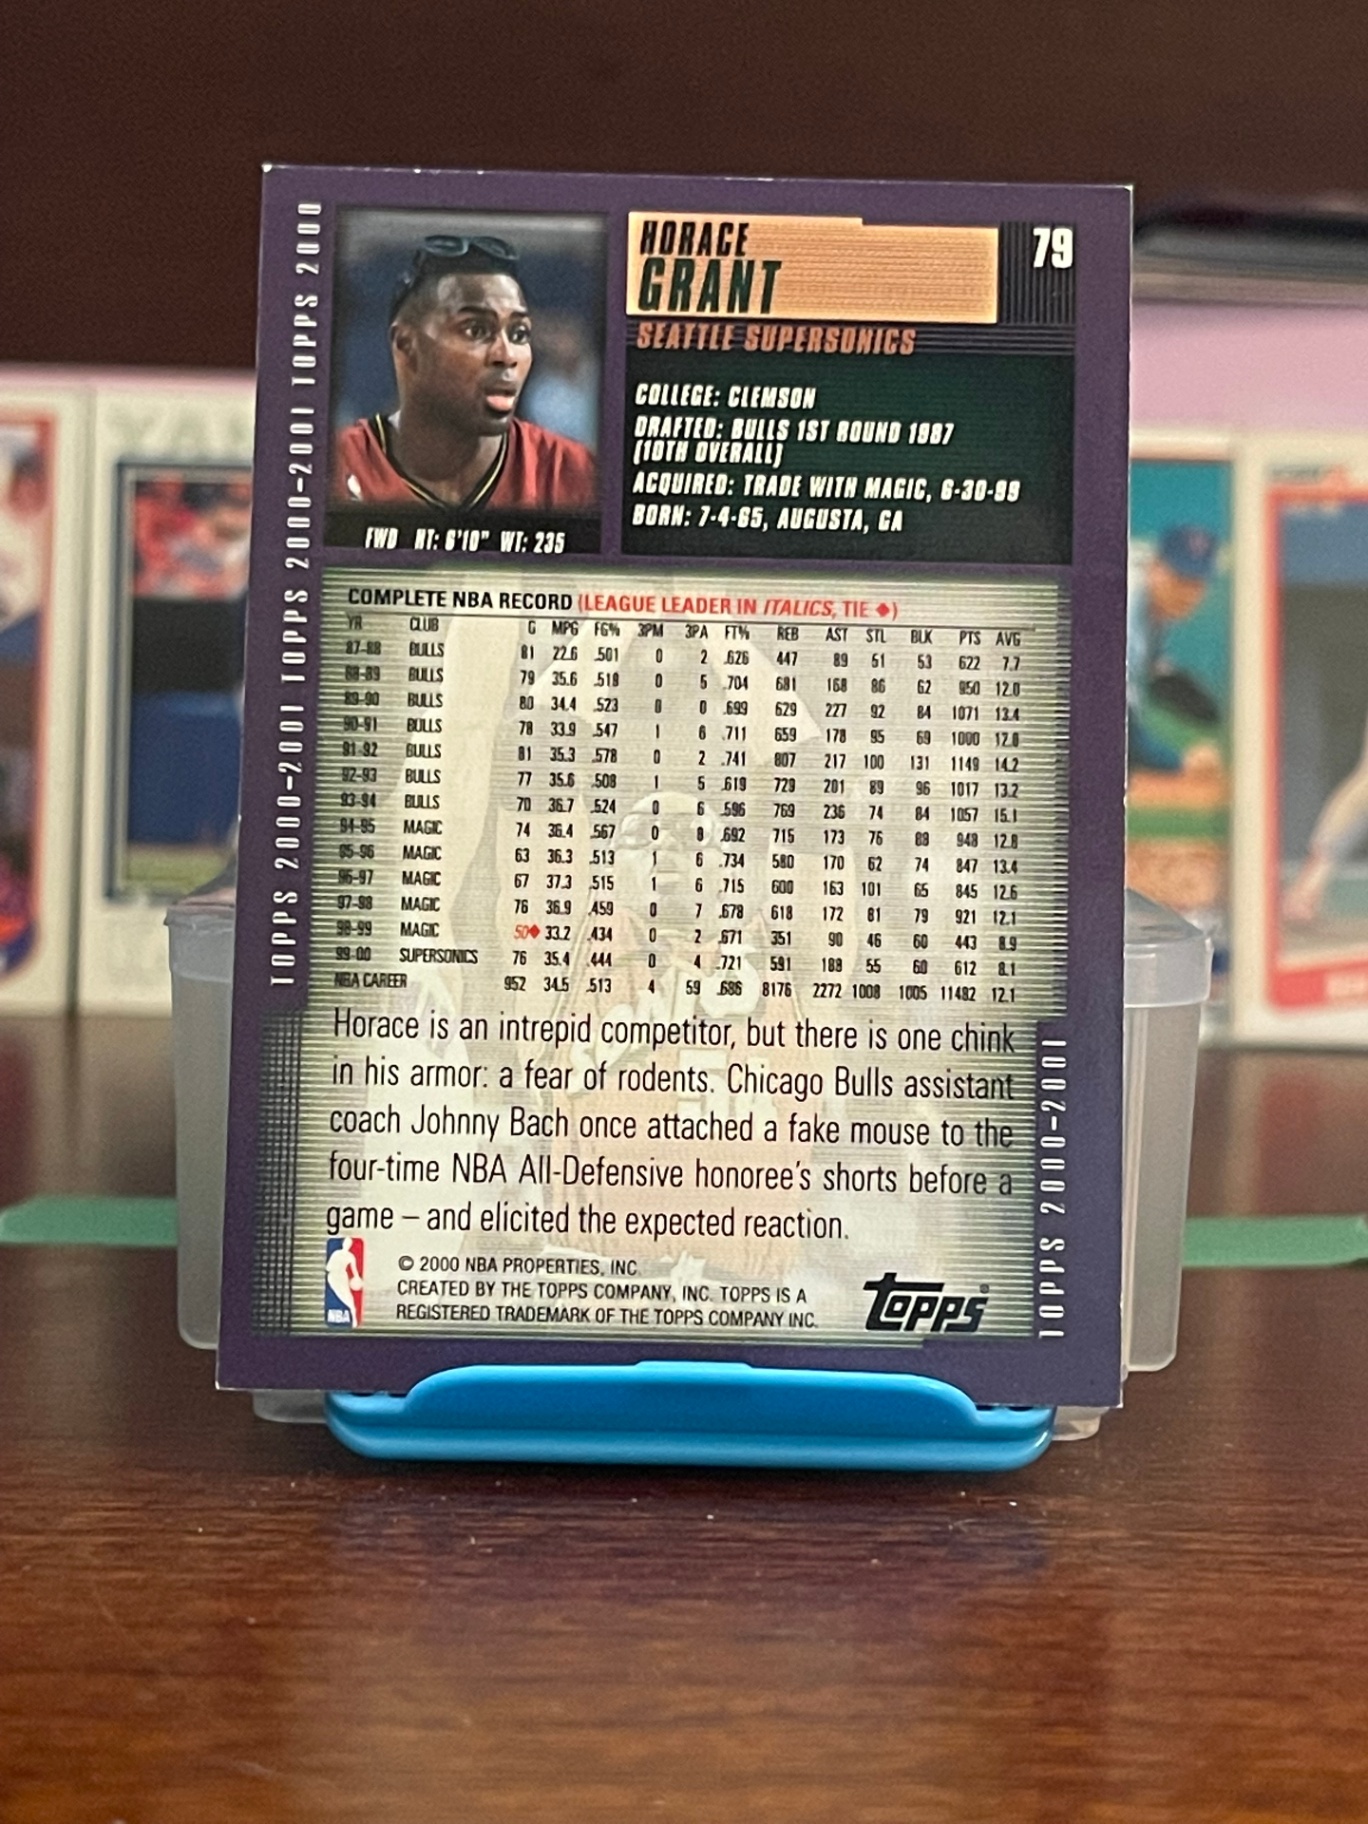 HORACE
GRANT
79
SEATTLE SUPERSONICS
COLLEGE: CLEMSON
DRAFTED: BULLS 1ST ROUND 1987
(10TH OVERALL)
ACQUIRED: TRADE WITH MAGIC, 6-30-99
BORN: 7-4-65, AUGUSTA, GA
FWD HT: 6'10" WT: 235
TOPPS 2000-2001 TOPPS 2000-2001 TOPPS 2000
COMPLETE NBA RECORD (LEAGUE LEADER IN ITALICS, TIE ◆)
YR CLUB G MPG FG% 3PM 3PA FT% REB AST STL BLK PTS AVG
87-88 BULLS 81 22.6 .501 0 2 .626 447 89 51 53 622 7.7
88-89 BULLS 79 35.6 .519 0 5 .704 681 168 86 62 950 12.0
89-90 BULLS 80 34.4 .523 0 0 .699 629 227 92 84 1071 13.4
90-91 BULLS 78 33.9 .547 1 6 .711 659 178 95 69 1000 12.8
91-92 BULLS 81 35.3 .578 0 2 .741 807 217 100 131 1149 14.2
92-93 BULLS 77 35.6 .508 1 5 .619 729 201 89 96 1017 13.2
93-94 BULLS 70 36.7 .524 0 6 .596 769 236 74 84 1057 15.1
94-95 MAGIC 74 36.4 .567 0 8 .692 715 173 76 88 948 12.8
95-96 MAGIC 63 36.3 .513 1 6 .734 580 170 62 74 847 13.4
96-97 MAGIC 67 37.3 .515 1 6 .715 600 163 101 65 845 12.6
97-98 MAGIC 76 36.9 .459 0 7 .678 618 172 81 79 921 12.1
98-99 MAGIC 50◆ 33.2 .434 0 2 .671 351 90 46 60 443 8.9
99-00 SUPERSONICS 76 35.4 .444 0 4 .721 591 188 55 60 612 8.1
NBA CAREER 952 34.5 .513 4 59 .686 8176 2272 1008 1005 11482 12.1
Horace is an intrepid competitor, but there is one chink
in his armor: a fear of rodents. Chicago Bulls assistant
coach Johnny Bach once attached a fake mouse to the
four-time NBA All-Defensive honoree's shorts before a
game – and elicited the expected reaction.
NBA
© 2000 NBA PROPERTIES, INC.
CREATED BY THE TOPPS COMPANY, INC. TOPPS IS A
REGISTERED TRADEMARK OF THE TOPPS COMPANY INC.
TOPPS®
TOPPS 2000-2001